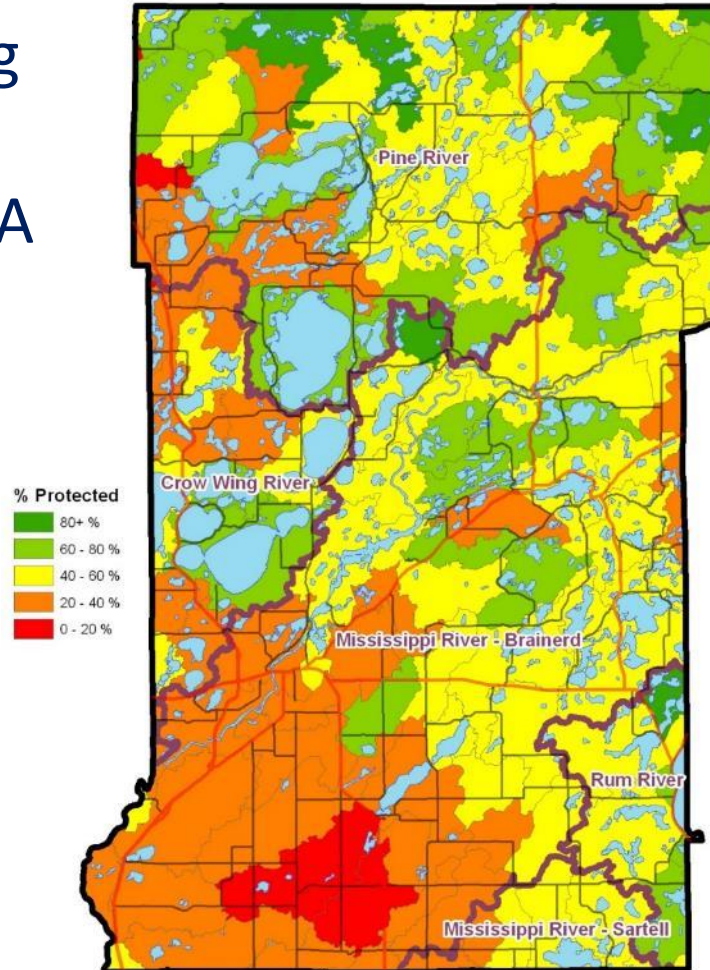 g
A
Pine River
Crow Wing River
% Protected
80+ %
60 - 80 %
40 - 60 %
20 - 40 %
0 - 20 %
Mississippi River - Brainerd
Rum River
Mississippi River - Sartell